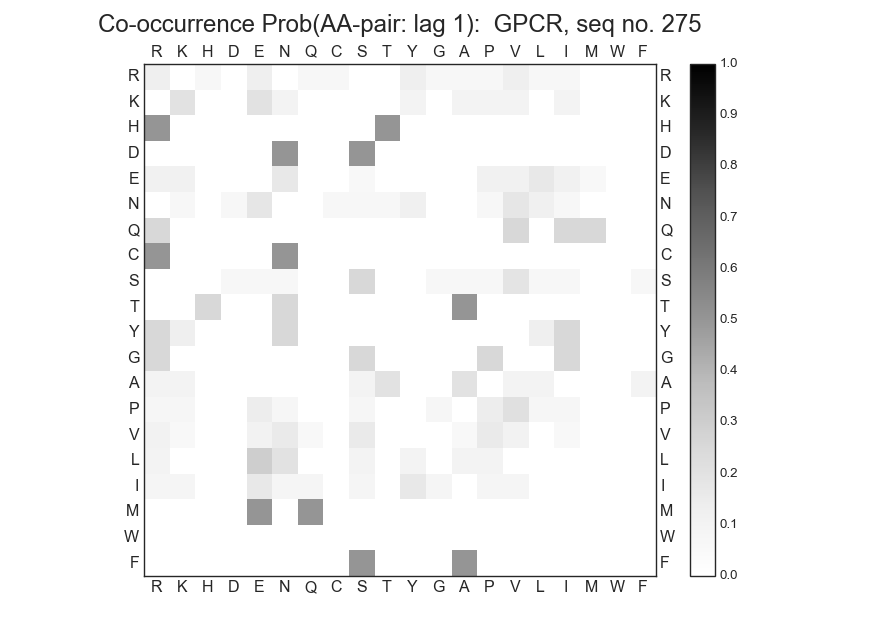 Co-occurrence Prob(AA-pair: lag 1):  GPCR, seq no. 275
R K H D E N Q C S T Y G A P V L I M W F
R R 1.0
K K 0.9
H H
D D 0.8
E E 0.7
N N
Q Q 0.6
C C
S S 0.5
T T
Y Y 0.4
G G
A A 0.3
P P
V V 0.2
L L
I I 0.1
M M
W W
F F 0.0
R K H D E N Q C S T Y G A P V L I M W F